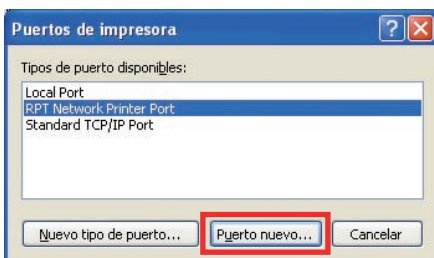 Puertos de impresora
Tipos de puerto disponibles:
Local Port
RPT Network Printer Port
Standard TCP/IP Port
Nuevo tipo de puerto... Puerto nuevo... Cancelar